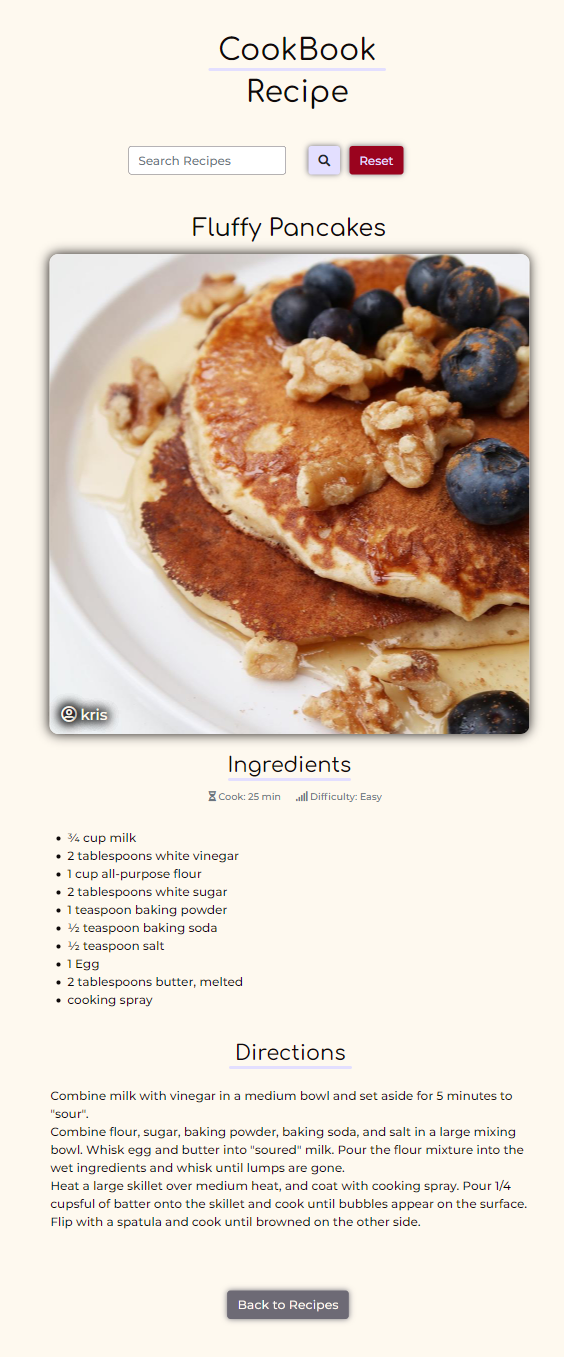 CookBook
Recipe
Search Recipes
Reset
Fluffy Pancakes
kris
Ingredients
Cook: 25 min Difficulty: Easy
• ¾ cup milk
• 2 tablespoons white vinegar
• 1 cup all-purpose flour
• 2 tablespoons white sugar
• 1 teaspoon baking powder
• ½ teaspoon baking soda
• ½ teaspoon salt
• 1 Egg
• 2 tablespoons butter, melted
• cooking spray
Directions
Combine milk with vinegar in a medium bowl and set aside for 5 minutes to
"sour".
Combine flour, sugar, baking powder, baking soda, and salt in a large mixing
bowl. Whisk egg and butter into "soured" milk. Pour the flour mixture into the
wet ingredients and whisk until lumps are gone.
Heat a large skillet over medium heat, and coat with cooking spray. Pour 1/4
cupsful of batter onto the skillet and cook until bubbles appear on the surface.
Flip with a spatula and cook until browned on the other side.
Back to Recipes